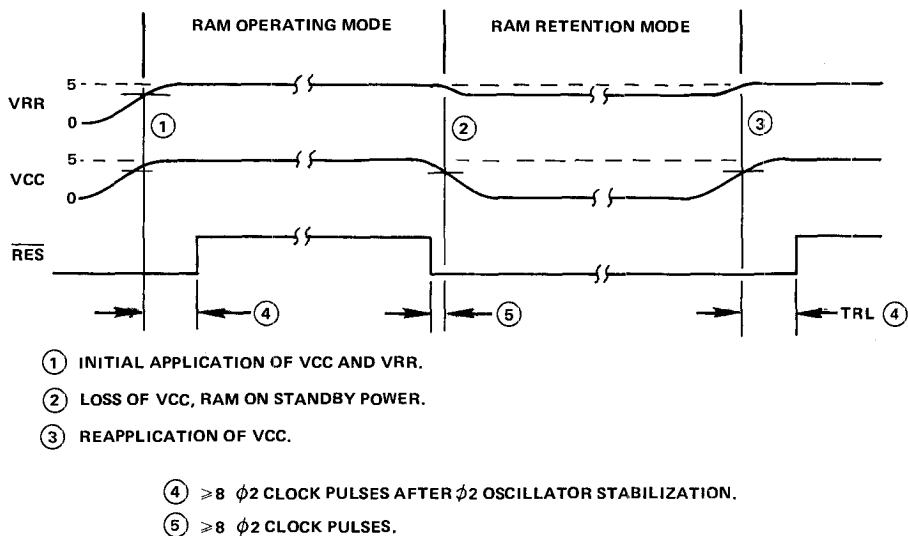 RAM OPERATING MODE
RAM RETENTION MODE
5
VRR
0
① ② ③
5
VCC
0
RES
④ ⑤ TRL ④
① INITIAL APPLICATION OF VCC AND VRR.
② LOSS OF VCC, RAM ON STANDBY POWER.
③ REAPPLICATION OF VCC.
④ ⩾8 ϕ2 CLOCK PULSES AFTER ϕ2 OSCILLATOR STABILIZATION.
⑤ ⩾8 ϕ2 CLOCK PULSES.